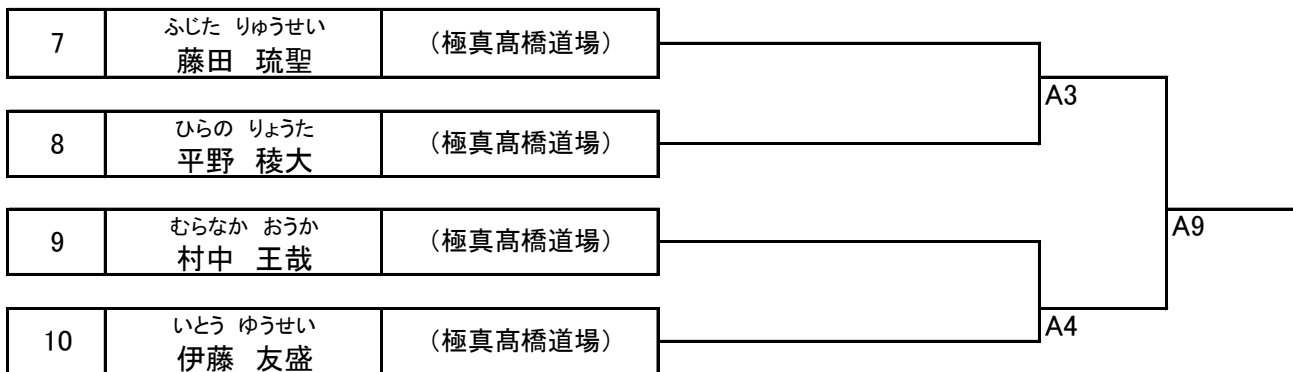 7
ふじた りゅうせい
藤田 琉聖
（極真髙橋道場）
A3
8
ひらの りょうた
平野 稜大
（極真髙橋道場）
A9
9
むらなか おうか
村中 王哉
（極真髙橋道場）
A4
10
いとう ゆうせい
伊藤 友盛
（極真髙橋道場）